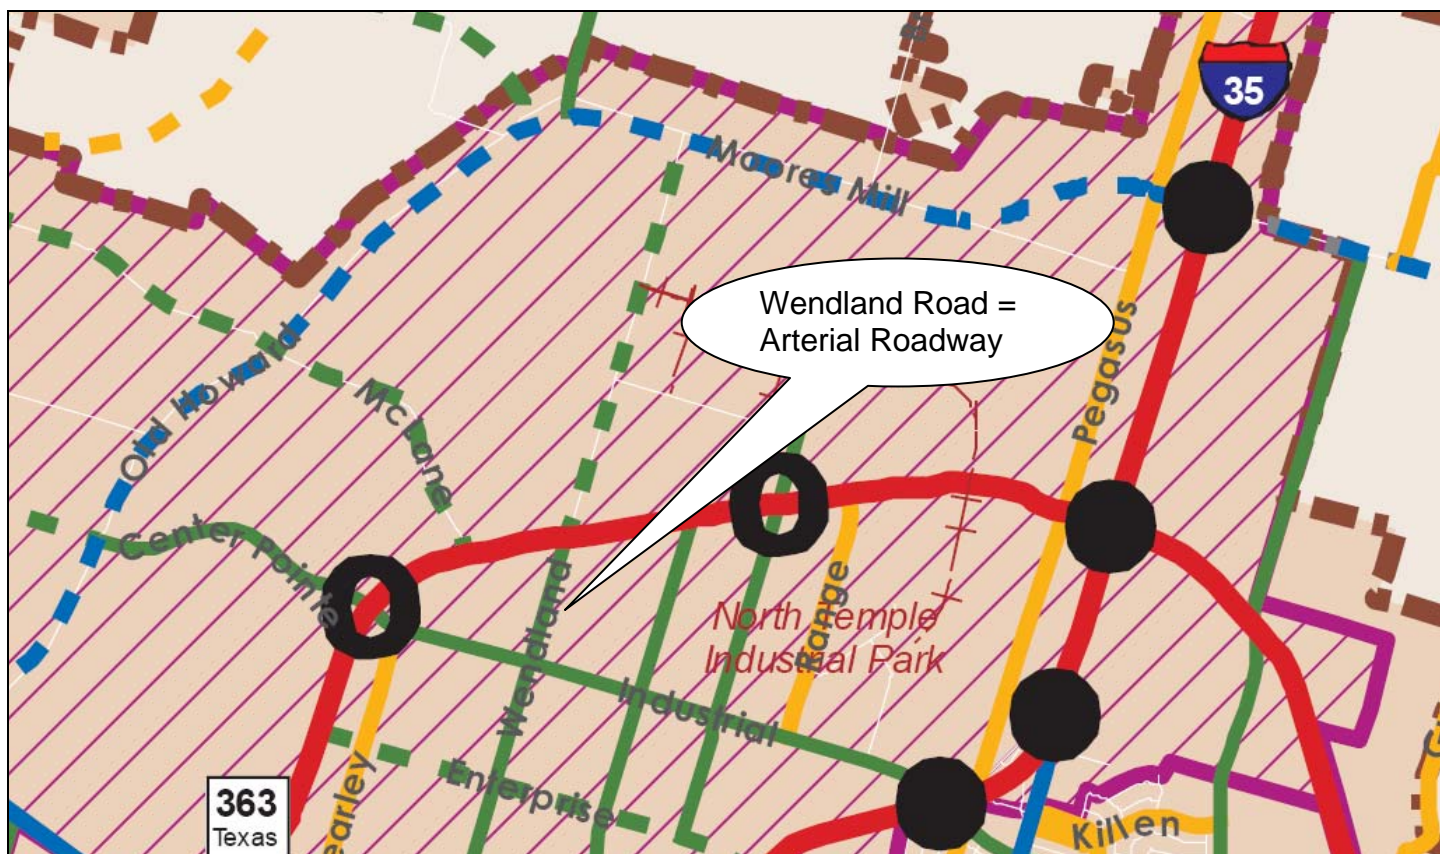 35
Moores Mill
Wendland Road =
Arterial Roadway
Pegasus
Old Howard
McLane
Center Pointe
Wendland
Range
North Temple
Industrial Park
Industrial
Enterprise
earley
363
Texas
Killen